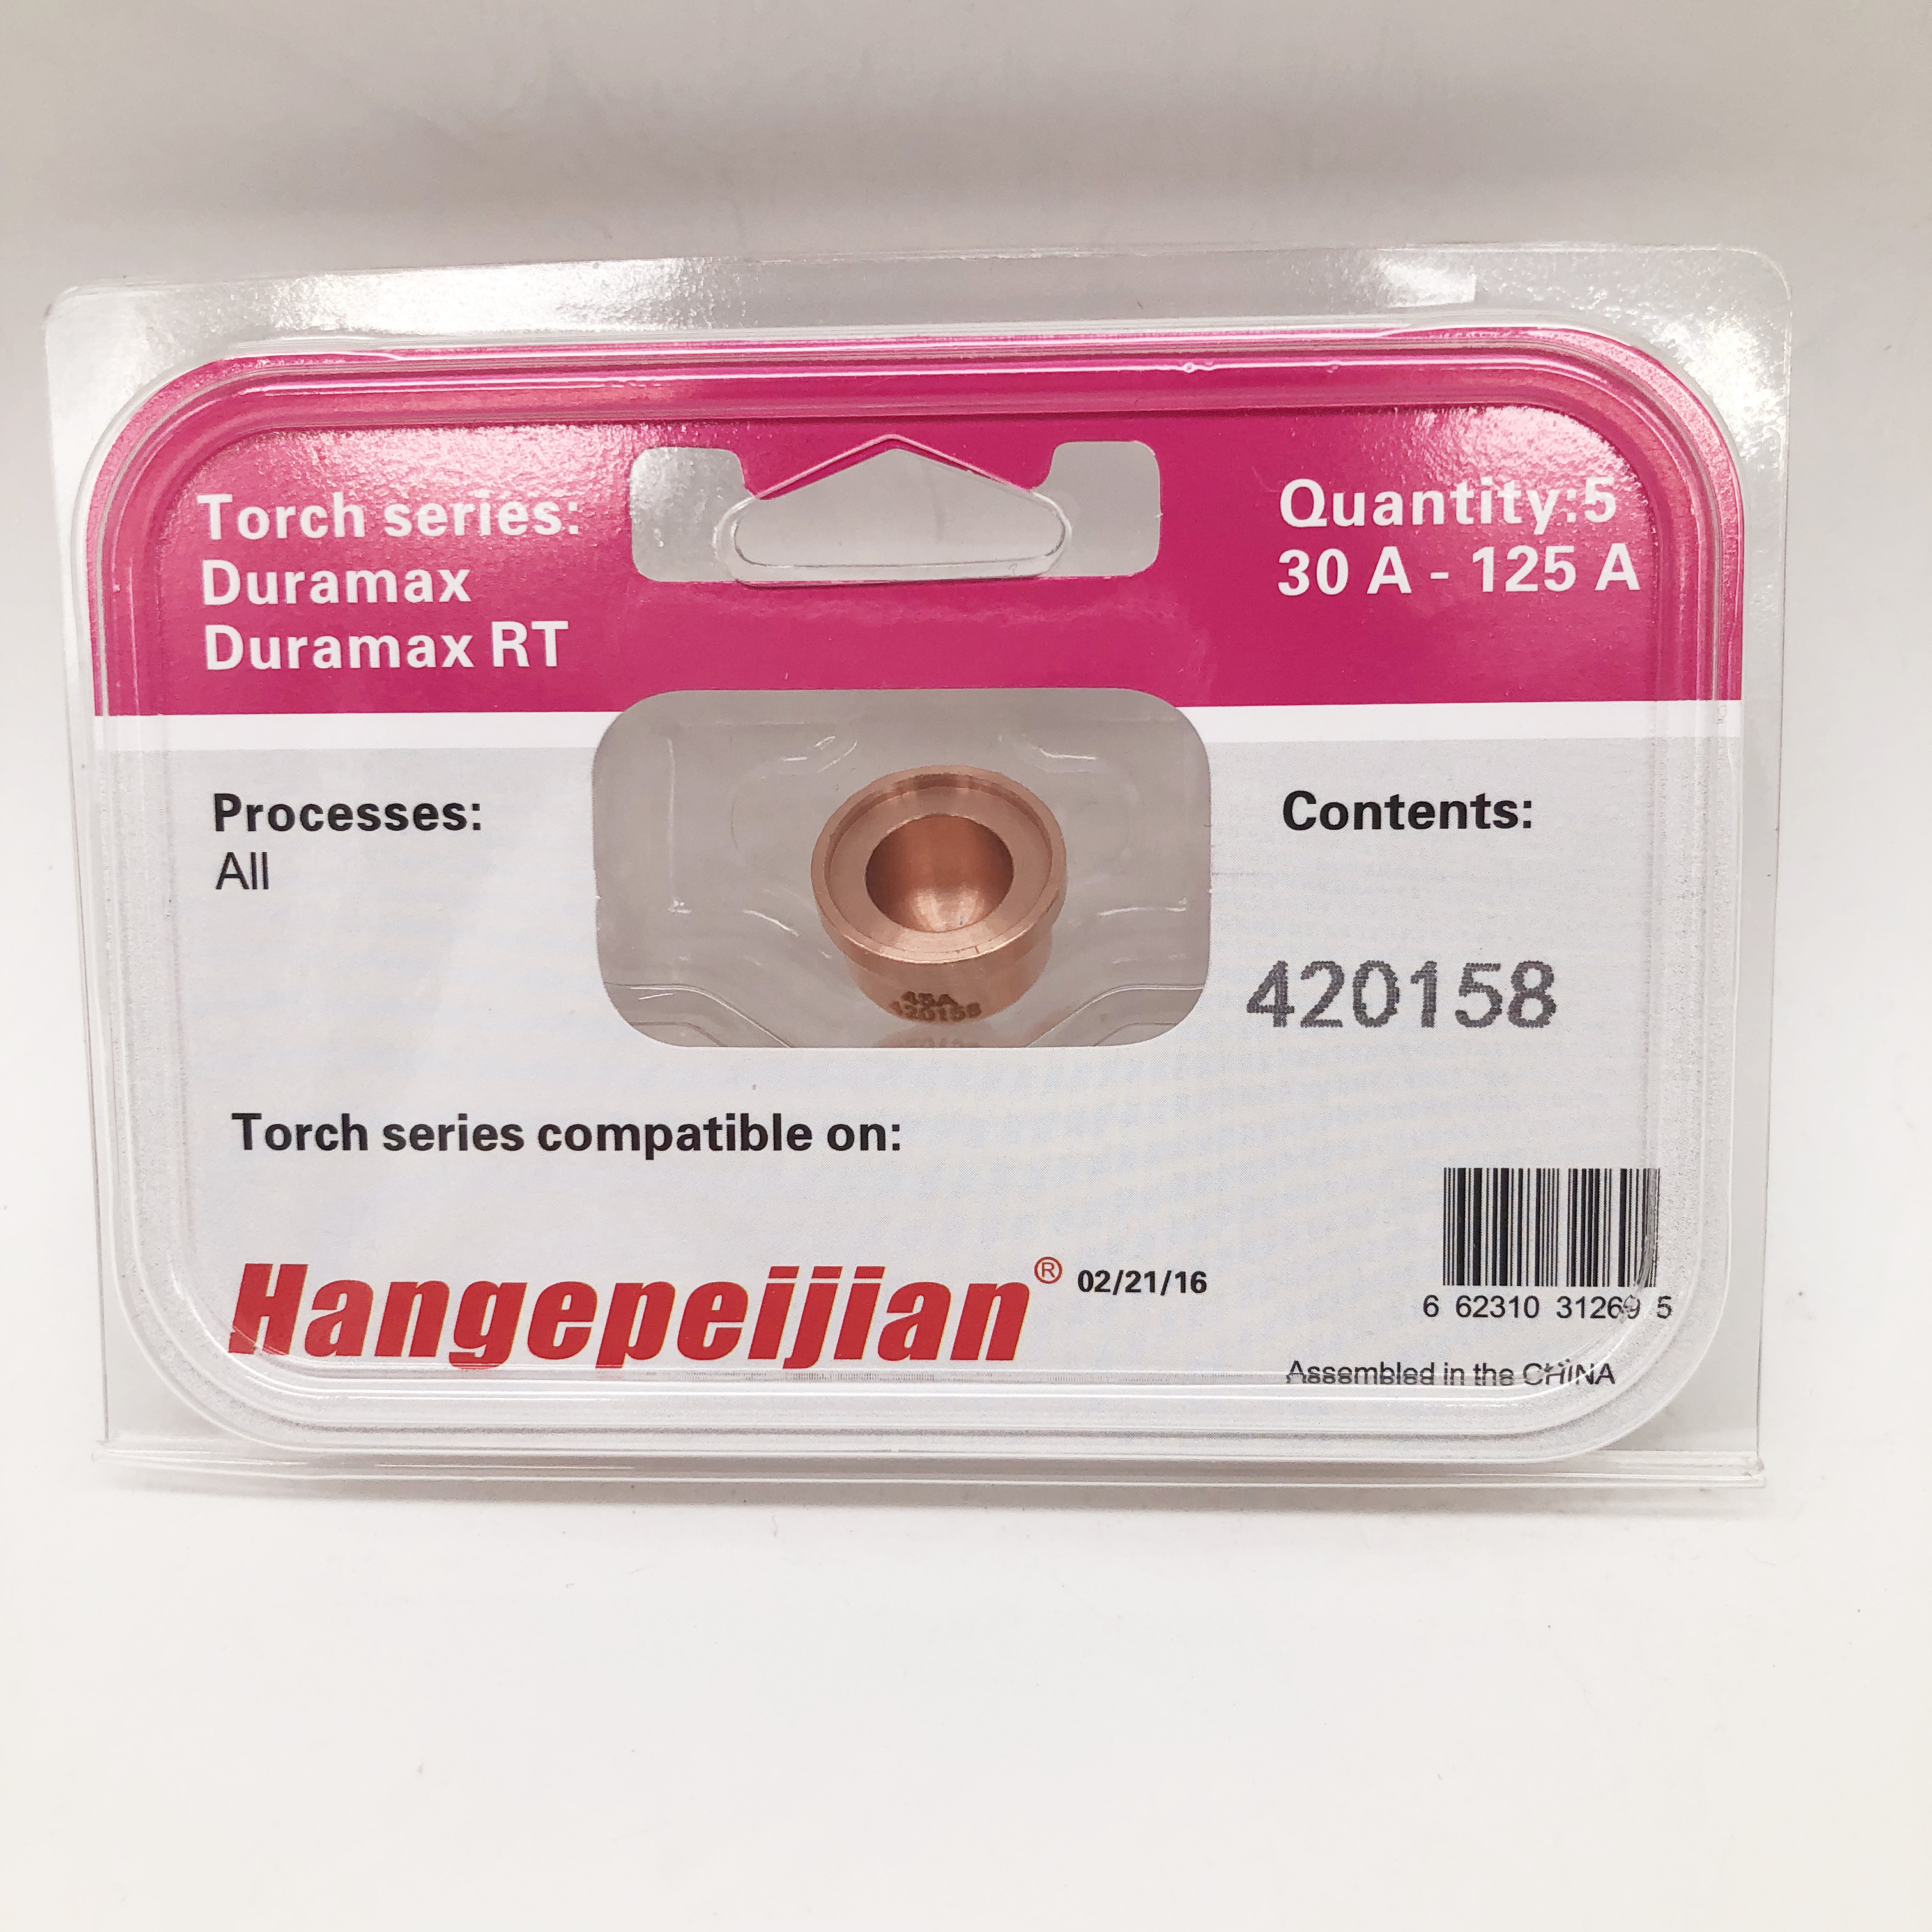 Torch series:
Duramax
Duramax RT
Quantity:5
30 A - 125 A
Processes:
All
Contents:
420158
45A
420158
Torch series compatible on:
Hangepeijian®
02/21/16
6 62310 31269 5
Assembled in the CHINA